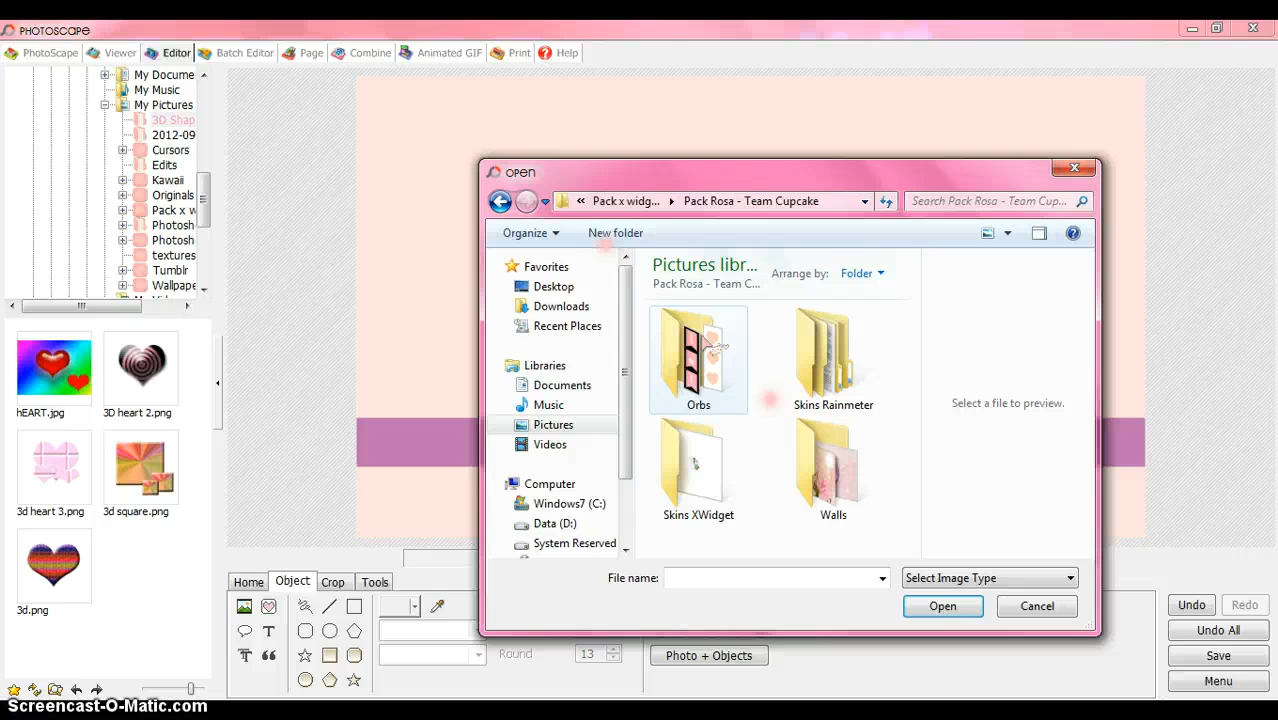 PHOTOSCAPE
PhotoScape Viewer Editor Batch Editor Page Combine Animated GIF Print Help
My Docume
My Music
My Pictures
3D Shap
2012-09
Cursors
Edits
Kawaii
Originals
Pack x w
Photosh
Photosh
textures
Tumblr
Wallpape
hEART.jpg
3D heart 2.png
3d heart 3.png
3d square.png
3d.png
OPEN
« Pack x widg... Pack Rosa - Team Cupcake
Search Pack Rosa - Team Cup...
Organize New folder
Favorites
Desktop
Downloads
Recent Places
Libraries
Documents
Music
Pictures
Videos
Computer
Windows7 (C:)
Data (D:)
System Reserved
Pictures libr...
Pack Rosa - Team C...
Arrange by: Folder
Orbs
Skins Rainmeter
Skins XWidget
Walls
Select a file to preview.
File name:
Select Image Type
Open Cancel
Home Object Crop Tools
Round 13
Photo + Objects
Undo Redo
Undo All
Save
Menu
Screencast-O-Matic.com